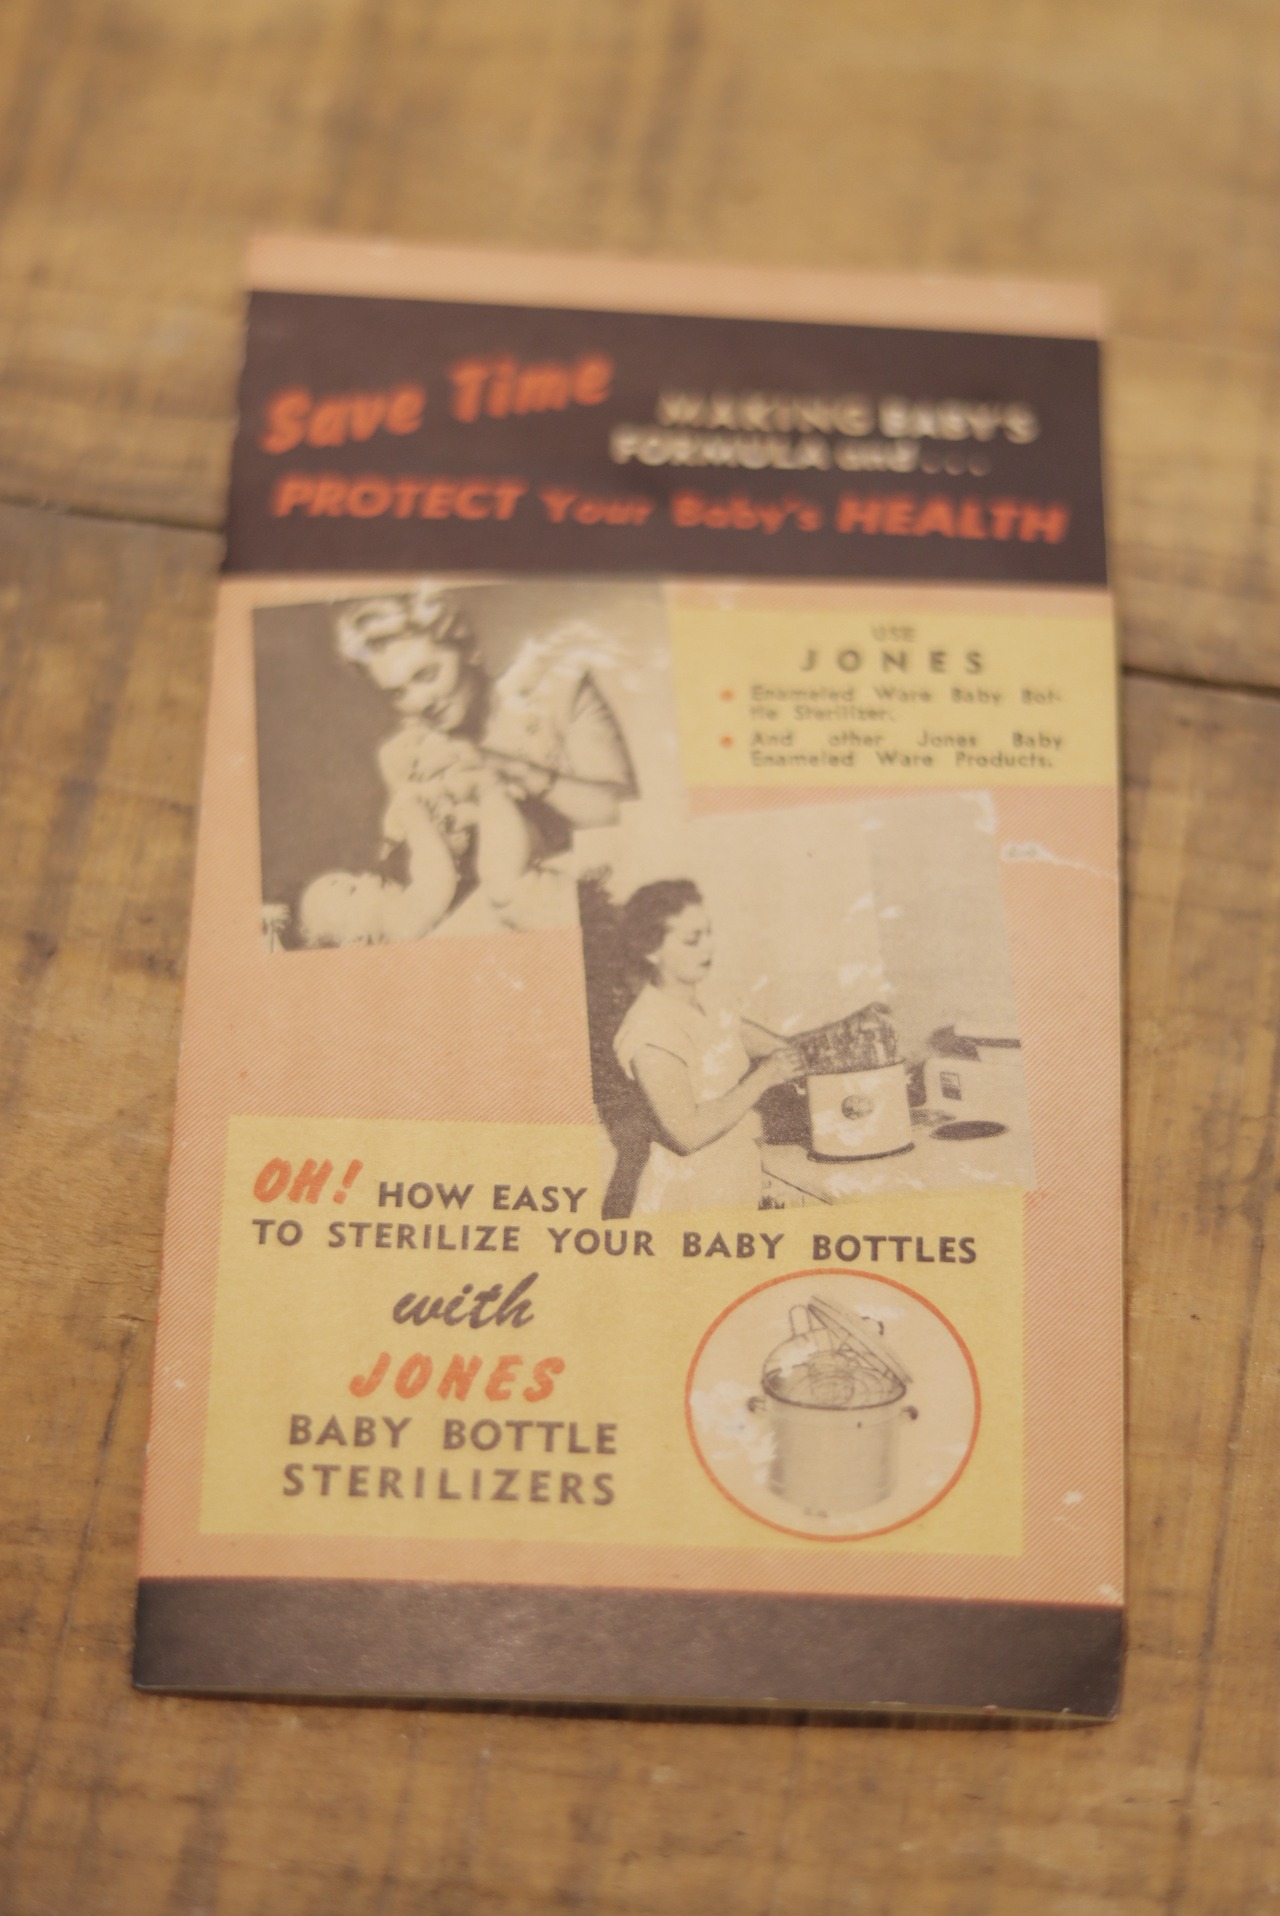 Save Time MAKING BABY'S
FORMULA and...
PROTECT Your Baby's HEALTH
USE
JONES
• Enameled Ware Baby Bot-
tle Sterilizer.
• And other Jones Baby
Enameled Ware Products.
OH! HOW EASY
TO STERILIZE YOUR BABY BOTTLES
with
JONES
BABY BOTTLE
STERILIZERS